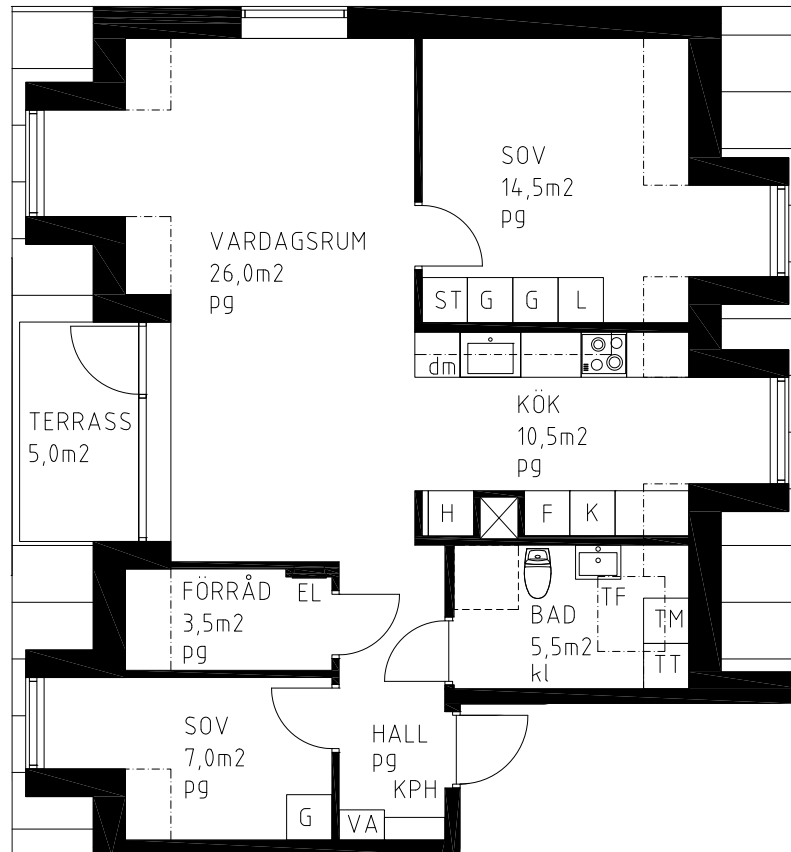 SOV
14,5m2
pg
VARDAGSRUM
26,0m2
pg
ST G G L
dm
KÖK
10,5m2
pg
TERRASS
5,0m2
H F K
FÖRRÅD
3,5m2
pg
EL
BAD
5,5m2
kl
TF
TM
TT
SOV
7,0m2
pg
HALL
pg
KPH
G
VA